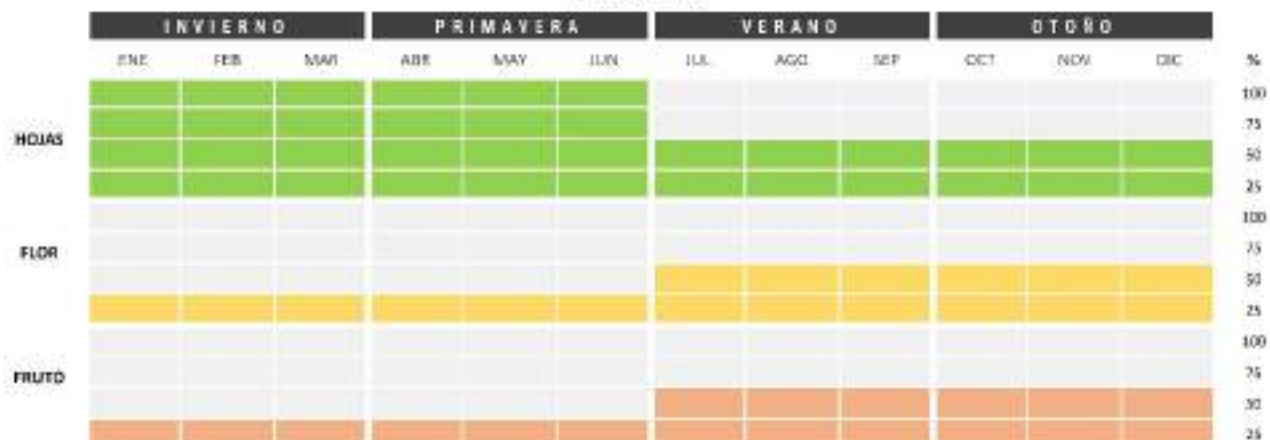 INVIERNO PRIMAVERA VERANO OTOÑO
ENE FEB MAR ABR MAY JUN JUL AGO SEP OCT NOV DIC %
100
75
HOJAS
50
25
100
FLOR 75
50
25
100
FRUTO 75
50
25